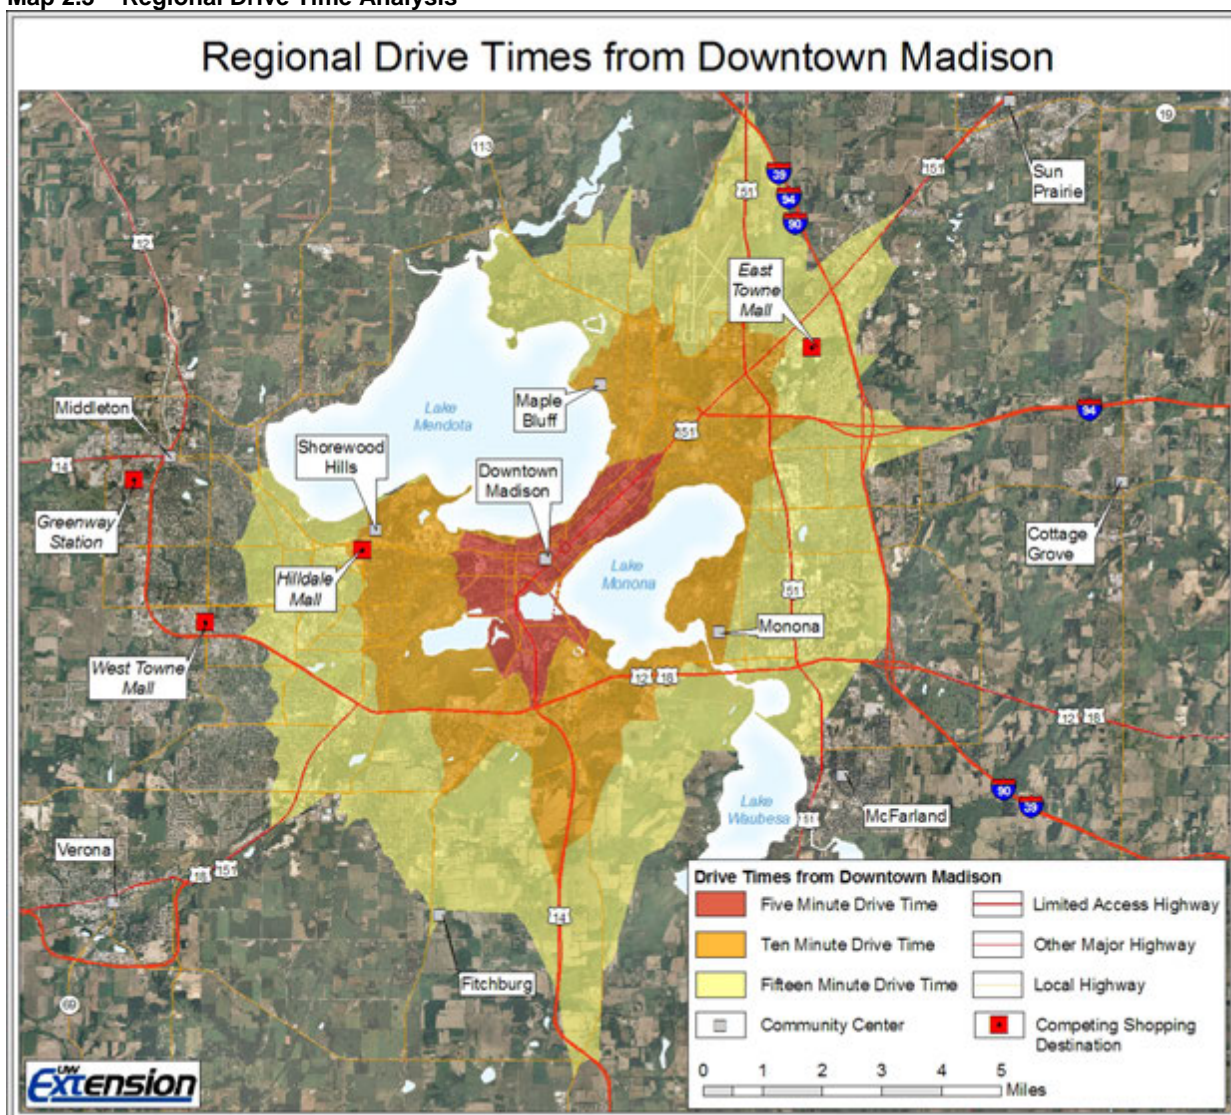 Map 2.3 Regional Drive Time Analysis
Regional Drive Times from Downtown Madison
113
19
39
94
90
51
151
Sun
Prairie
12
East
Towne
Mall
Middleton
Lake
Mendota
Maple
Bluff
151
94
14
Shorewood
Hills
Downtown
Madison
Greenway
Station
Cottage
Grove
Hilldale
Mall
Lake
Monona
51
Monona
West Towne
Mall
12
18
12
18
90
39
McFarland
Lake
Waubesa
51
Verona
18
151
14
Fitchburg
69
Drive Times from Downtown Madison
Five Minute Drive Time
Limited Access Highway
Ten Minute Drive Time
Other Major Highway
Fifteen Minute Drive Time
Local Highway
Community Center
Competing Shopping
Destination
0 1 2 3 4 5
Miles
UW
Extension